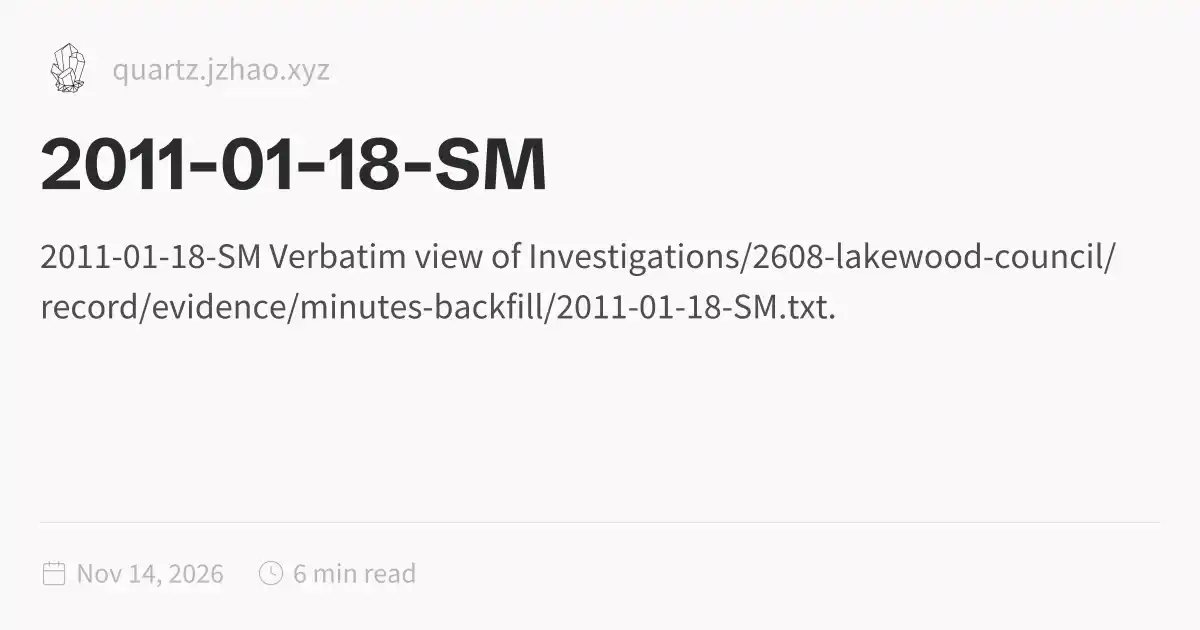 quartz.jzhao.xyz
2011-01-18-SM
2011-01-18-SM Verbatim view of Investigations/2608-lakewood-council/
record/evidence/minutes-backfill/2011-01-18-SM.txt.
Nov 14, 2026 6 min read